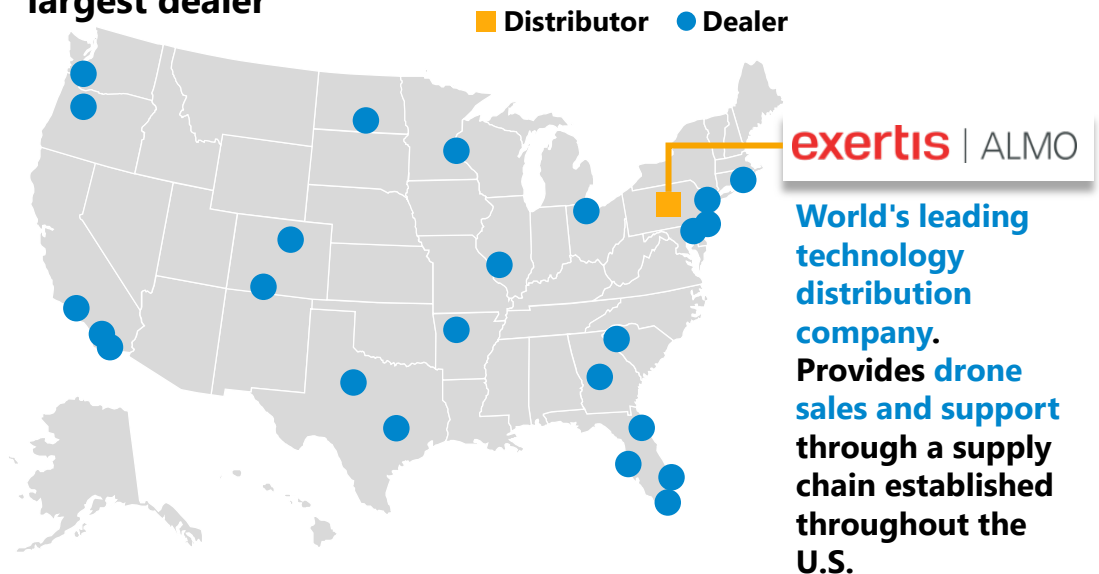 largest dealer
Distributor Dealer
exertis | ALMO
World's leading
technology
distribution
company.
Provides drone
sales and support
through a supply
chain established
throughout the
U.S.